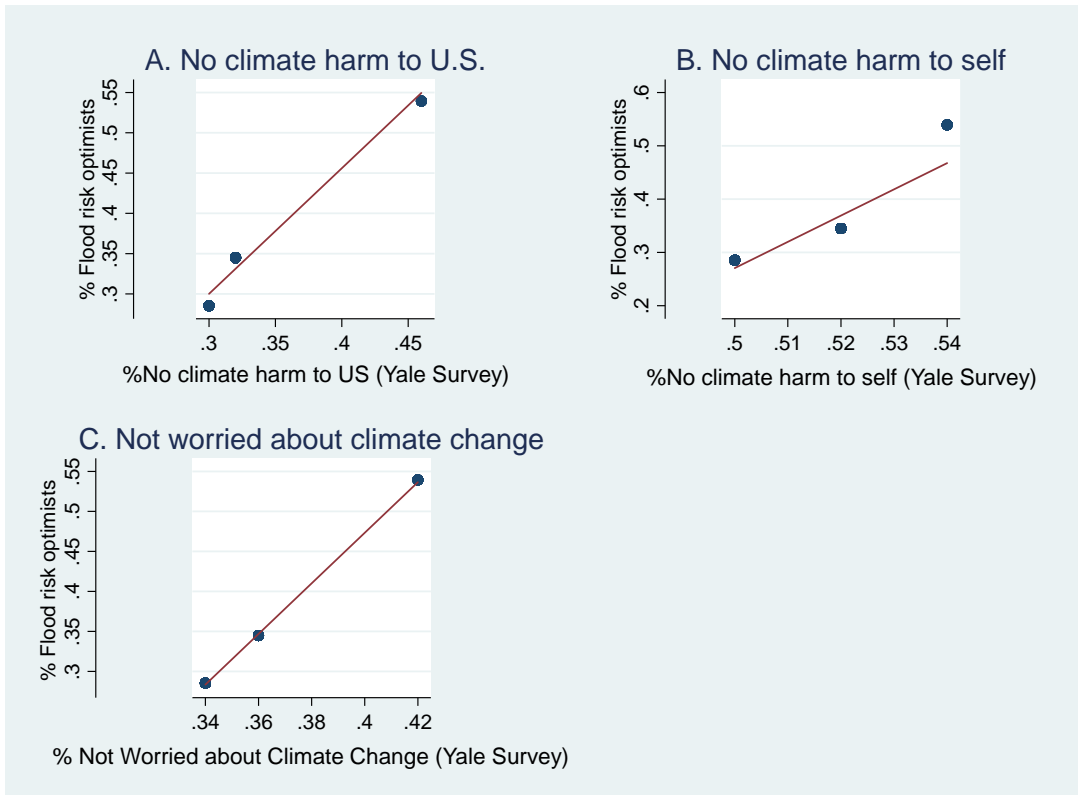 A. No climate harm to U.S.
% Flood risk optimists
.55
.5
.45
.4
.35
.3
.3 .35 .4 .45
%No climate harm to US (Yale Survey)
B. No climate harm to self
% Flood risk optimists
.6
.5
.4
.3
.2
.5 .51 .52 .53 .54
%No climate harm to self (Yale Survey)
C. Not worried about climate change
% Flood risk optimists
.55
.5
.45
.4
.35
.3
.34 .36 .38 .4 .42
% Not Worried about Climate Change (Yale Survey)